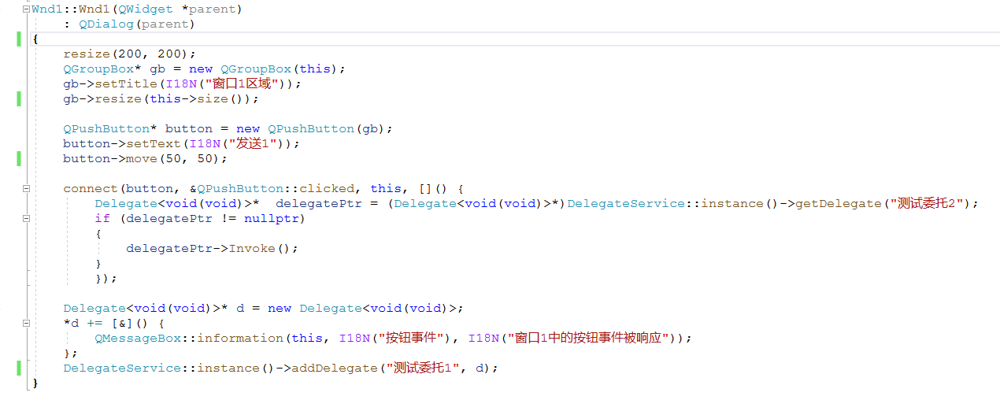 Wnd1::Wnd1(QWidget *parent)
    : QDialog(parent)
{
    resize(200, 200);
    QGroupBox* gb = new QGroupBox(this);
    gb->setTitle(I18N("窗口1区域"));
    gb->resize(this->size());

    QPushButton* button = new QPushButton(gb);
    button->setText(I18N("发送1"));
    button->move(50, 50);

    connect(button, &QPushButton::clicked, this, []() {
        Delegate<void(void)>*  delegatePtr = (Delegate<void(void)>*)DelegateService::instance()->getDelegate("测试委托2");
        if (delegatePtr != nullptr)
        {
            delegatePtr->Invoke();
        }
        });

    Delegate<void(void)>* d = new Delegate<void(void)>;
    *d += [&]() {
        QMessageBox::information(this, I18N("按钮事件"), I18N("窗口1中的按钮事件被响应"));
    };
    DelegateService::instance()->addDelegate("测试委托1", d);
}